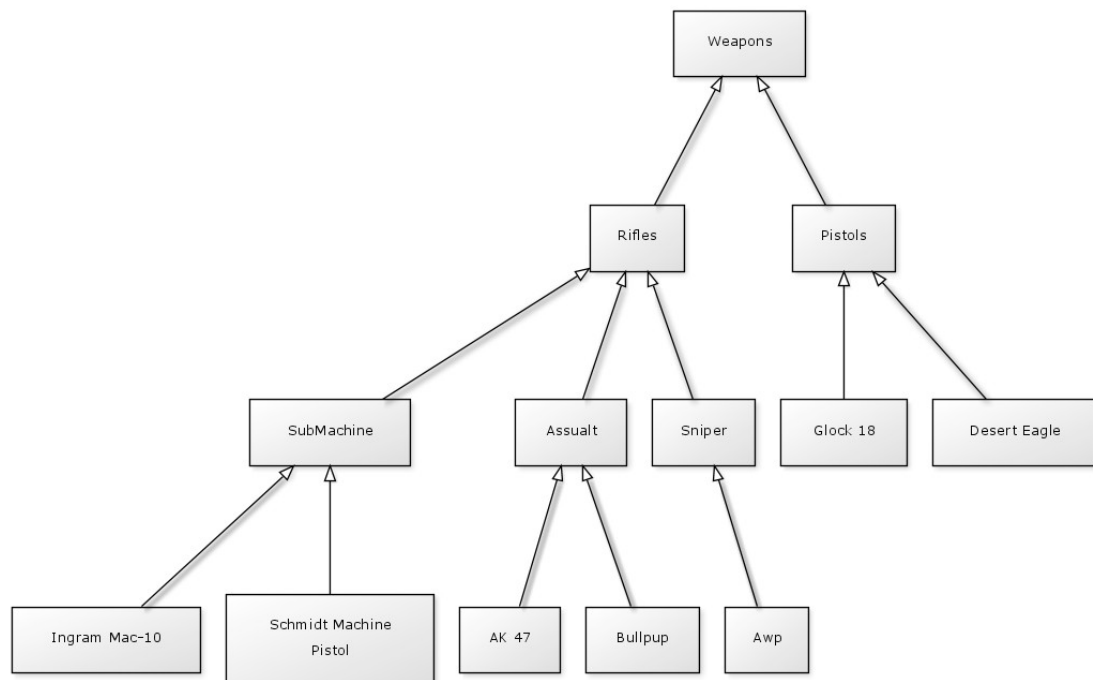 Weapons
Rifles
Pistols
SubMachine
Assualt
Sniper
Glock 18
Desert Eagle
Ingram Mac-10
Schmidt Machine
Pistol
AK 47
Bullpup
Awp